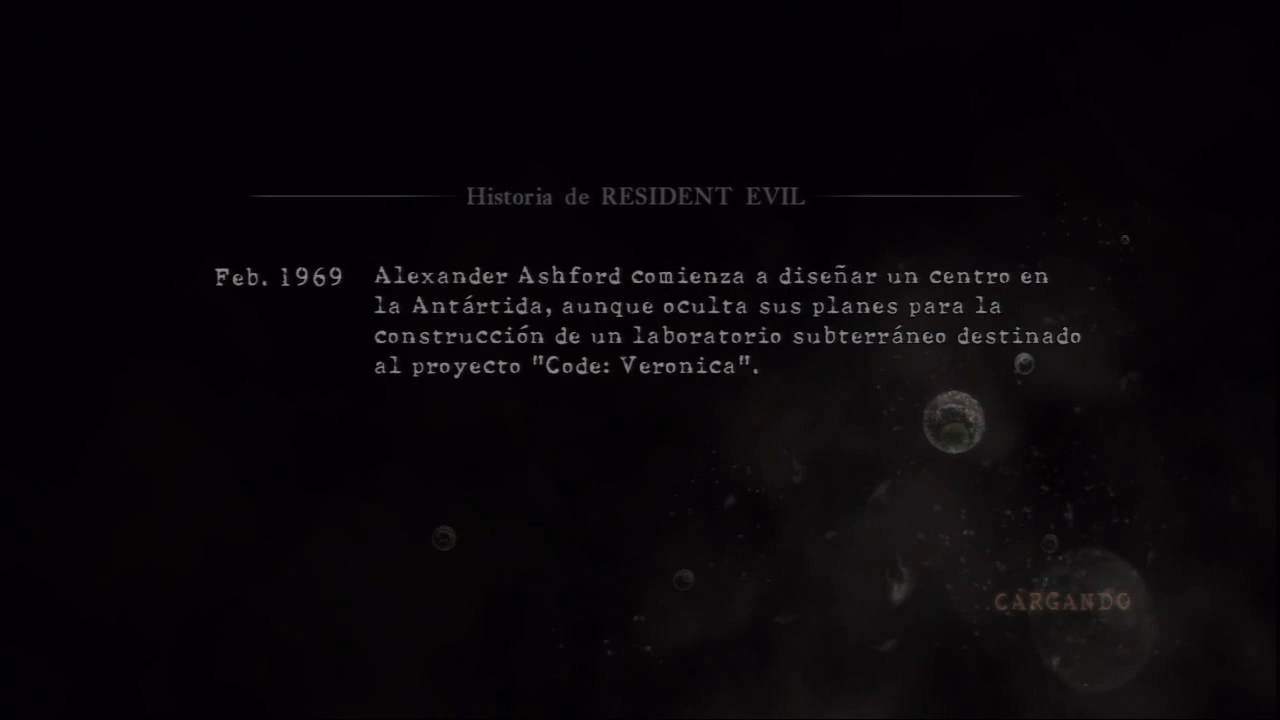 Historia de RESIDENT EVIL
Feb. 1969 Alexander Ashford comienza a diseñar un centro en
la Antártida, aunque oculta sus planes para la
construcción de un laboratorio subterráneo destinado
al proyecto "Code: Veronica".
CARGANDO